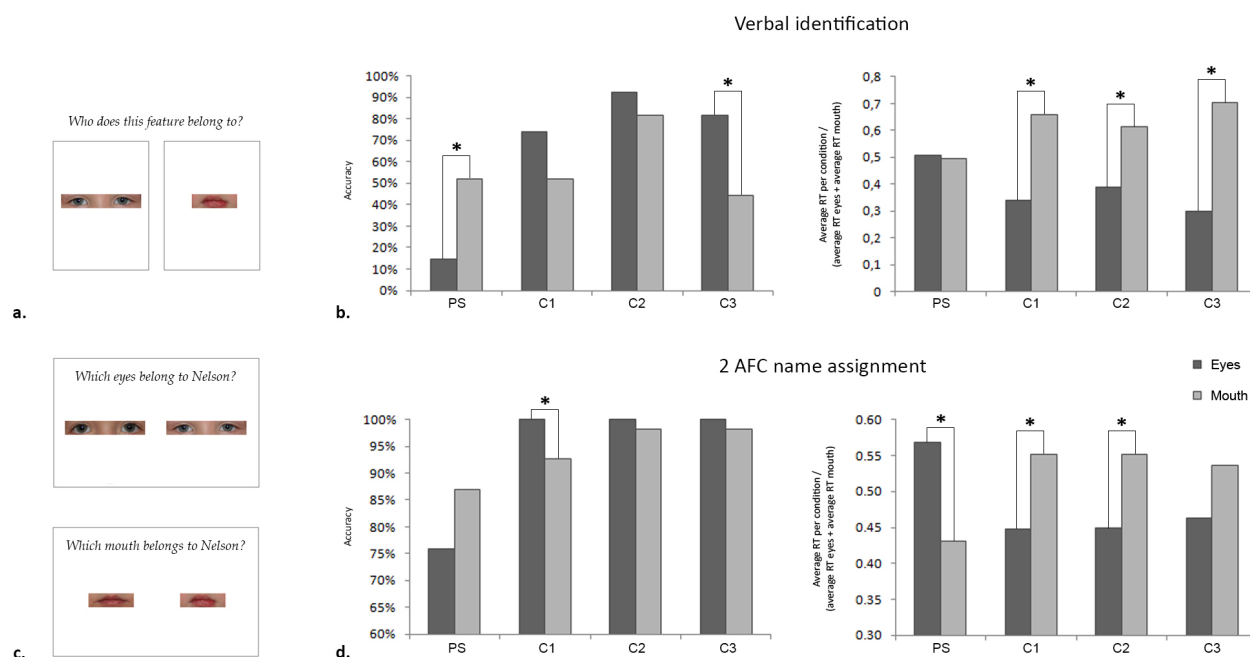 Verbal identification
Who does this feature belong to?
a.
b.
Accuracy
100%
90%
80%
70%
60%
50%
40%
30%
20%
10%
0%
*
*
PS
C1
C2
C3
Average RT per condition /
(average RT eyes + average RT mouth)
0,8
0,7
0,6
0,5
0,4
0,3
0,2
0,1
0
*
*
*
PS
C1
C2
C3
2 AFC name assignment
Eyes
Mouth
Which eyes belong to Nelson?
Which mouth belongs to Nelson?
c.
d.
Accuracy
100%
95%
90%
85%
80%
75%
70%
65%
60%
*
PS
C1
C2
C3
Average RT per condition /
(average RT eyes + average RT mouth)
0.60
0.55
0.50
0.45
0.40
0.35
0.30
*
*
*
PS
C1
C2
C3